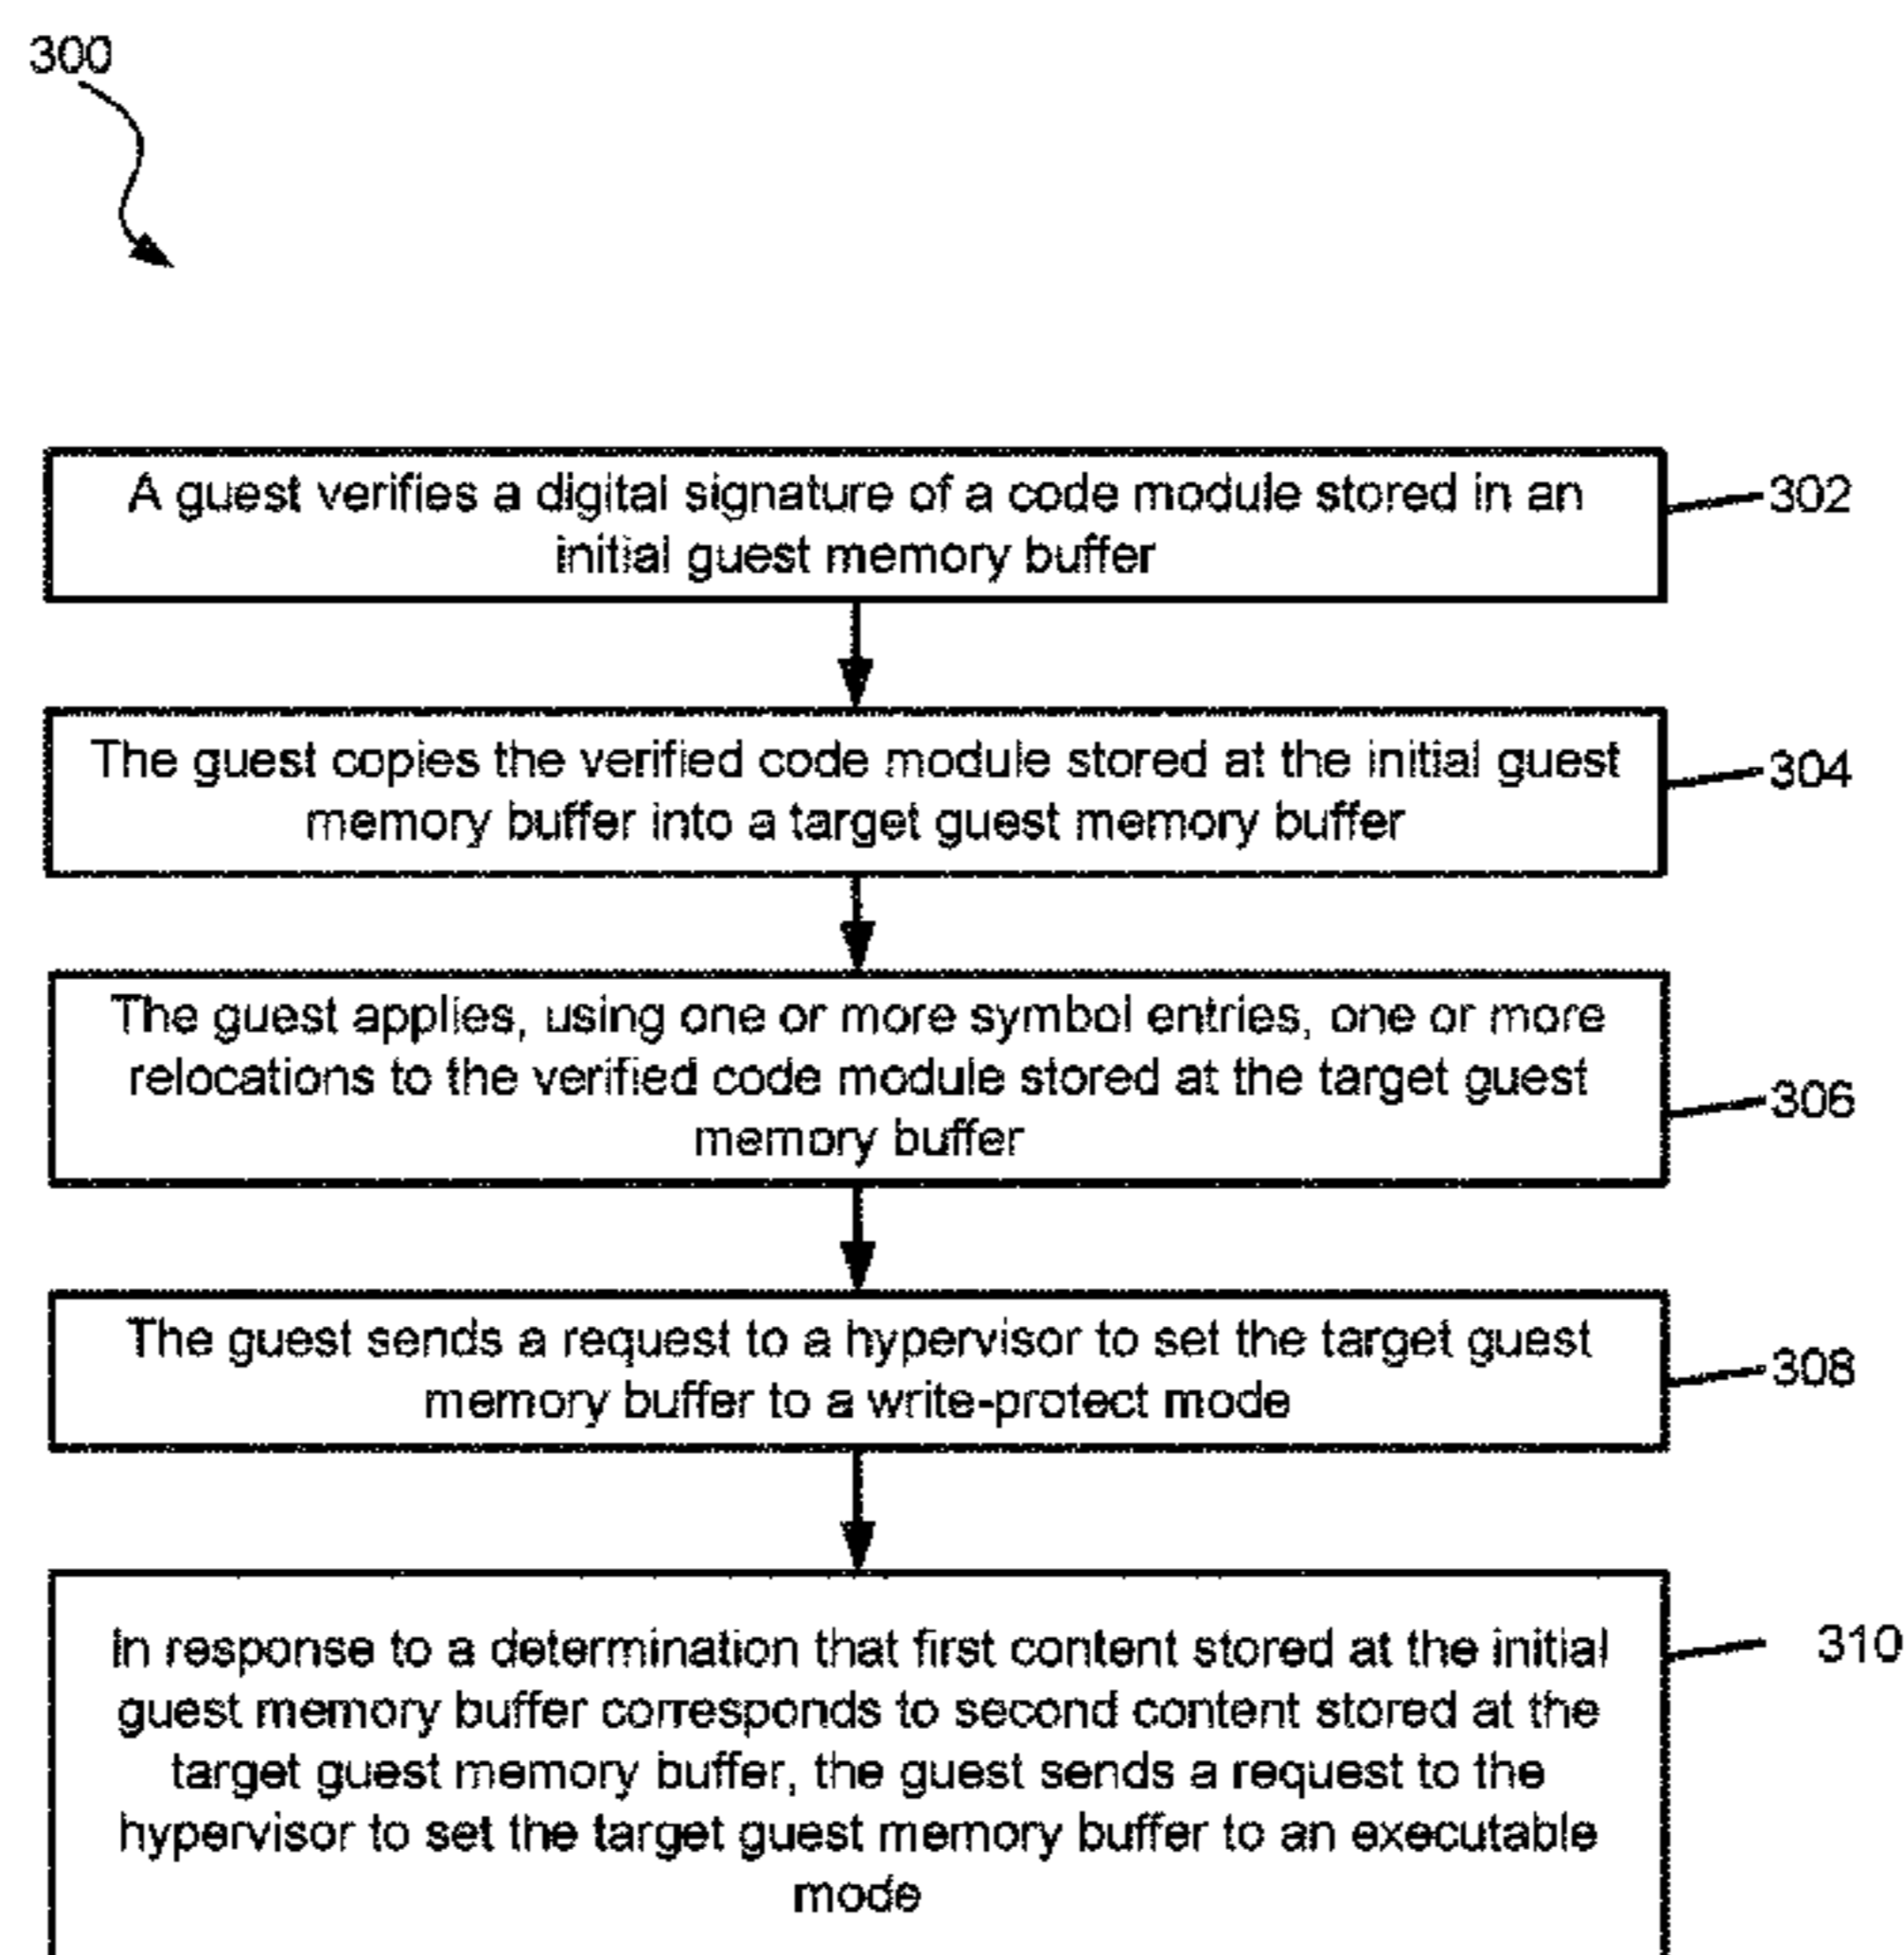 300
A guest verifies a digital signature of a code module stored in an
initial guest memory buffer
302
The guest copies the verified code module stored at the initial guest
memory buffer into a target guest memory buffer
304
The guest applies, using one or more symbol entries, one or more
relocations to the verified code module stored at the target guest
memory buffer
306
The guest sends a request to a hypervisor to set the target guest
memory buffer to a write-protect mode
308
In response to a determination that first content stored at the initial
guest memory buffer corresponds to second content stored at the
target guest memory buffer, the guest sends a request to the
hypervisor to set the target guest memory buffer to an executable
mode
310